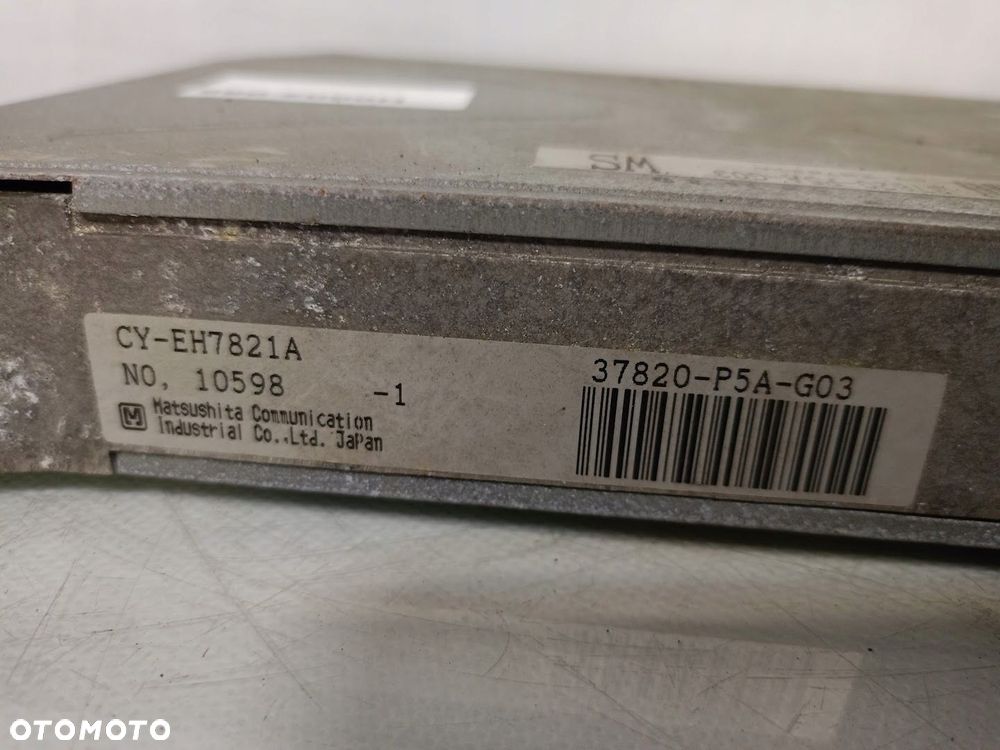 SM
CY-EH7821A
NO, 10598 -1
37820-P5A-G03
M Matsushita Communication
Industrial Co.,Ltd. Japan
OTOMOTO